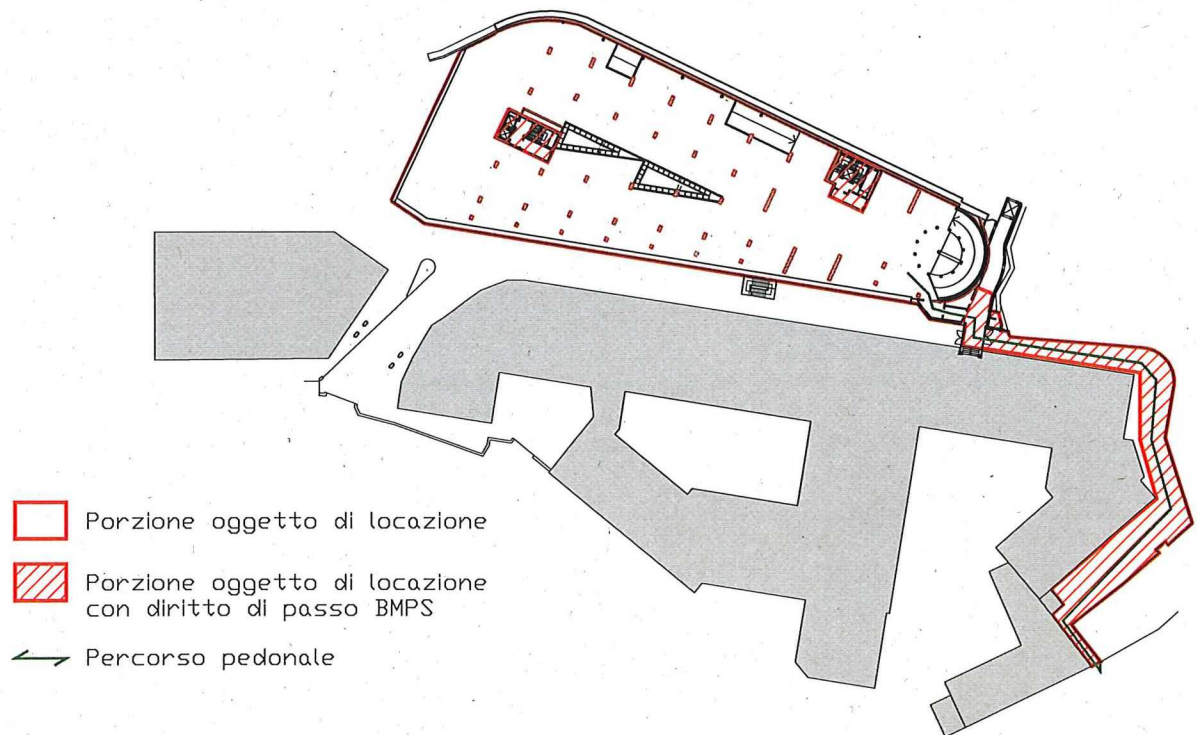 Porzione oggetto di locazione
Porzione oggetto di locazione
con diritto di passo BMPS
Percorso pedonale